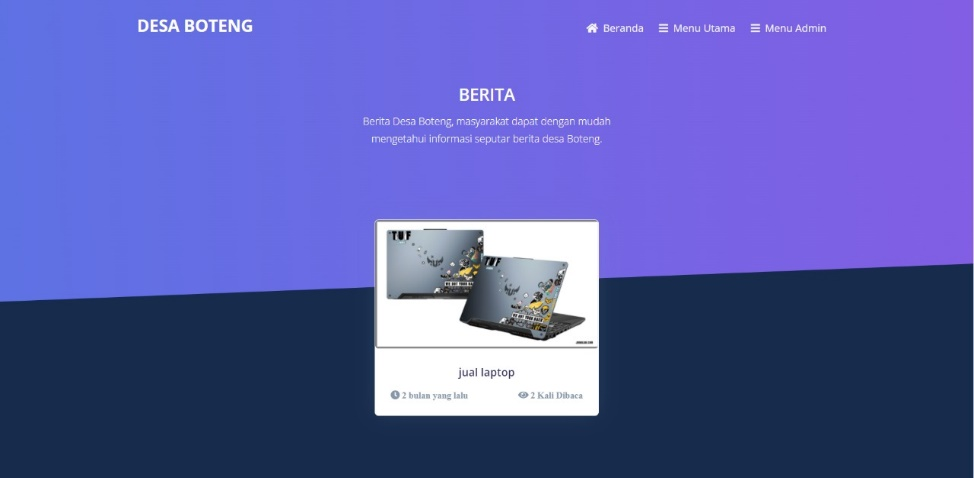 DESA BOTENG
Beranda
Menu Utama
Menu Admin
BERITA
Berita Desa Boteng, masyarakat dapat dengan mudah
mengetahui informasi seputar berita desa Boteng.
TUF
TUF
jual laptop
2 bulan yang lalu
2 Kali Dibaca